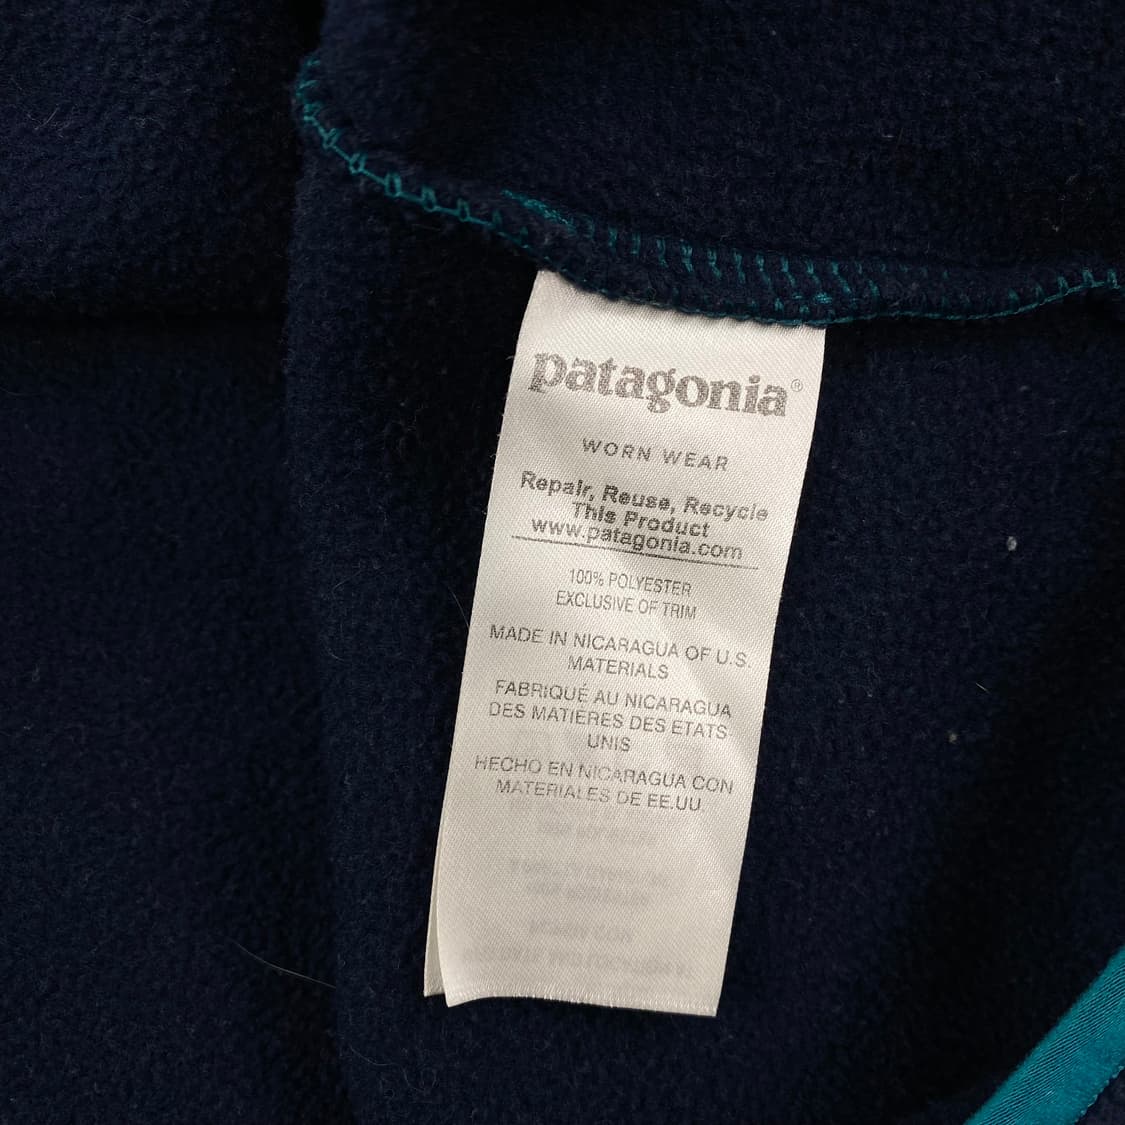 patagonia®
WORN WEAR
Repair, Reuse, Recycle
This Product
www.patagonia.com
100% POLYESTER
EXCLUSIVE OF TRIM
MADE IN NICARAGUA OF U.S.
MATERIALS
FABRIQUÉ AU NICARAGUA
DES MATIERES DES ETATS-
UNIS
HECHO EN NICARAGUA CON
MATERIALES DE EE.UU